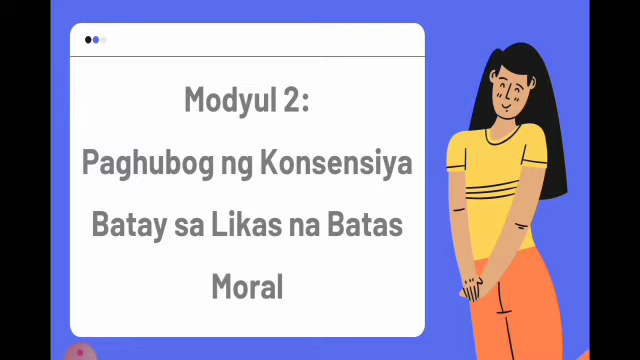 Modyul 2:
Paghubog ng Konsensiya
Batay sa Likas na Batas
Moral